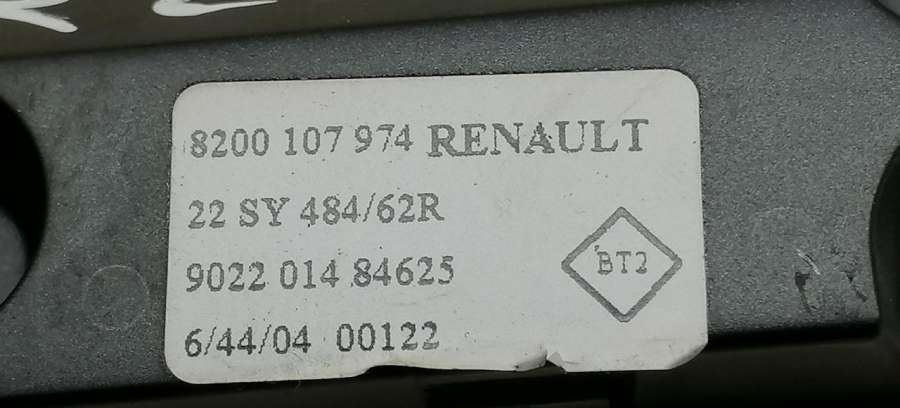 8200 107 974 RENAULT
22 SY 484/62R
9022 014 84625
BT2
6/44/04 00122